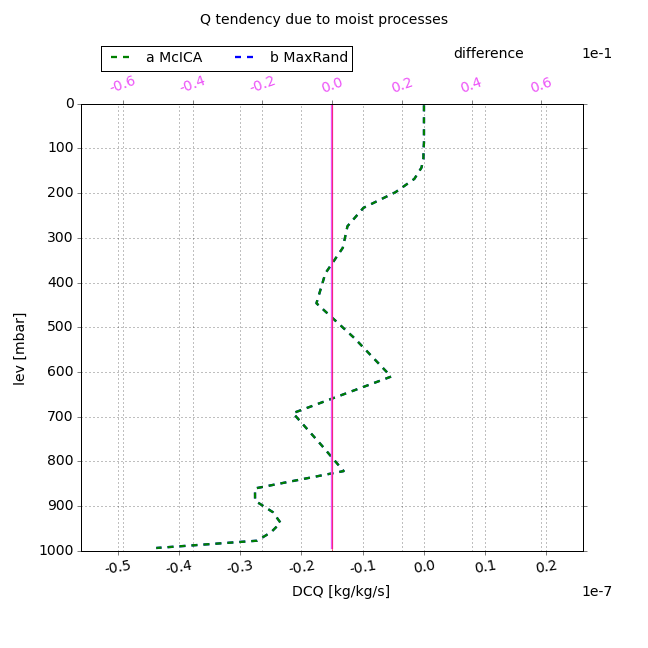 Q tendency due to moist processes
a McICA b MaxRand difference 1e-1
-0.6 -0.4 -0.2 0.0 0.2 0.4 0.6
0
100
200
300
400
500
600
700
800
900
1000
lev [mbar]
-0.5 -0.4 -0.3 -0.2 -0.1 0.0 0.1 0.2
DCQ [kg/kg/s] 1e-7